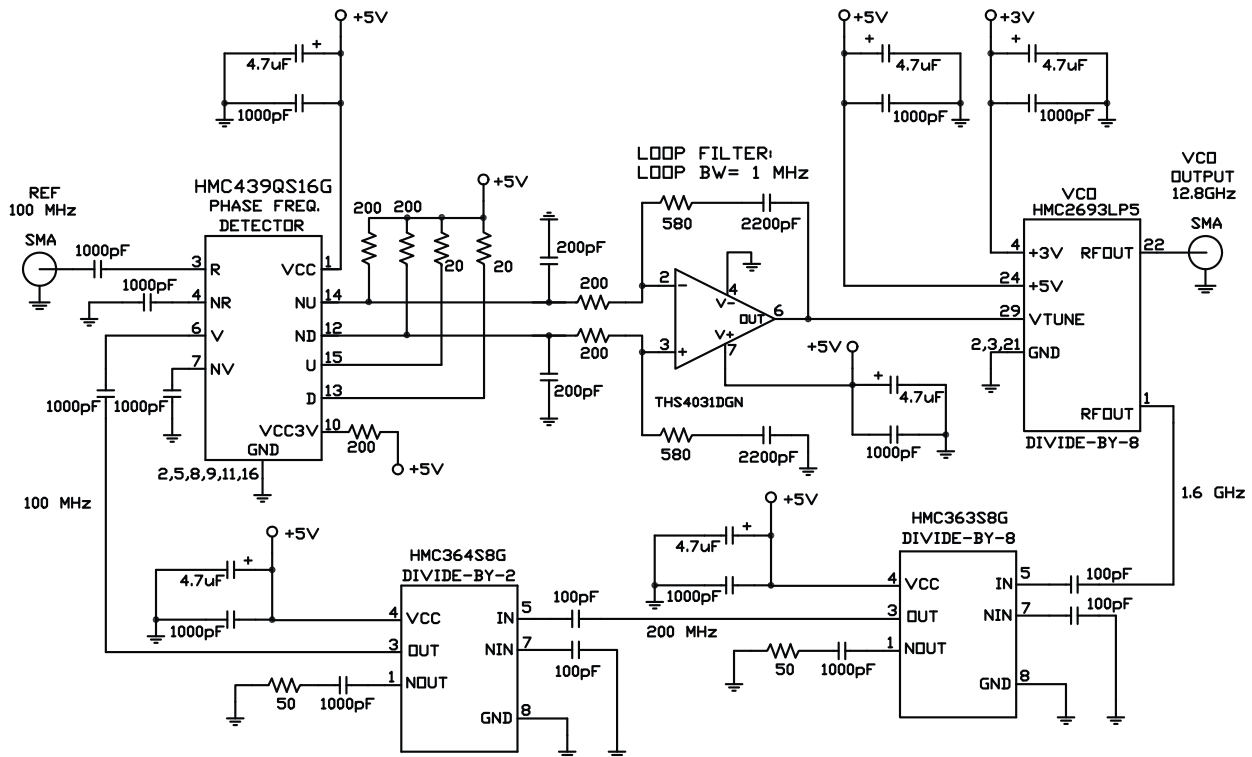 +5V
+
4.7uF
1000pF
+5V
+
4.7uF
1000pF
+3V
+
4.7uF
1000pF
REF
100 MHz
SMA
1000pF
1000pF
1000pF
1000pF
HMC439QS16G
PHASE FREQ.
DETECTOR
3
R
4
NR
6
V
7
NV
VCC
1
NU
14
ND
12
U
15
D
13
VCC3V
10
GND
2,5,8,9,11,16
200
200
20
20
+5V
200
+5V
200pF
200pF
200
200
LOOP FILTER:
LOOP BW= 1 MHz
580
2200pF
2
-
3
+
4
V-
OUT
6
V+
7
THS4031DGN
580
2200pF
+5V
+
4.7uF
1000pF
VCO
HMC2693LP5
4
+3V
24
+5V
29
VTUNE
2,3,21
GND
RFOUT
22
RFOUT
1
DIVIDE-BY-8
VCO
OUTPUT
12.8GHz
SMA
1.6 GHz
100 MHz
+5V
+
4.7uF
1000pF
HMC364S8G
DIVIDE-BY-2
4
VCC
3
OUT
1
NOUT
IN
5
NIN
7
GND
8
50
1000pF
100pF
100pF
200 MHz
+5V
+
4.7uF
1000pF
HMC363S8G
DIVIDE-BY-8
4
VCC
3
OUT
1
NOUT
IN
5
NIN
7
GND
8
50
1000pF
100pF
100pF